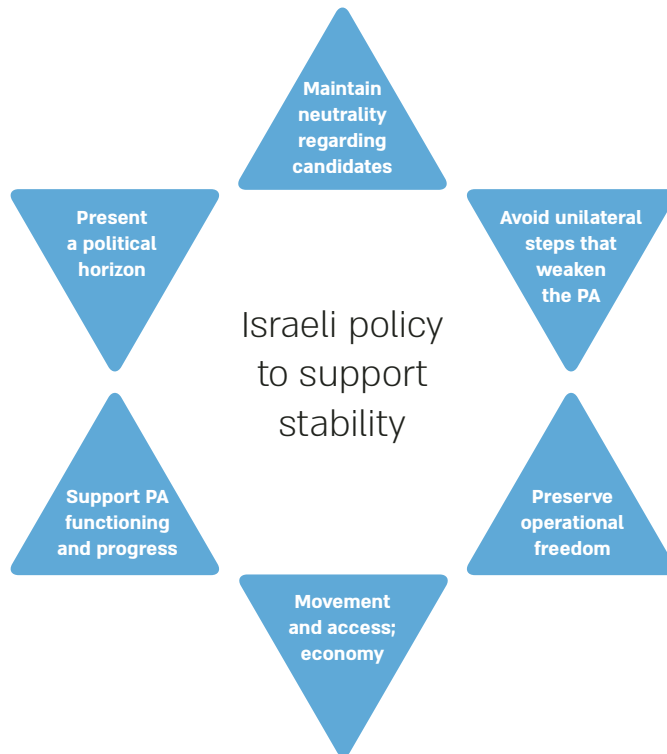 Maintain
neutrality
regarding
candidates
Present
a political
horizon
Avoid unilateral
steps that
weaken
the PA
Israeli policy
to support
stability
Support PA
functioning
and progress
Preserve
operational
freedom
Movement
and access;
economy